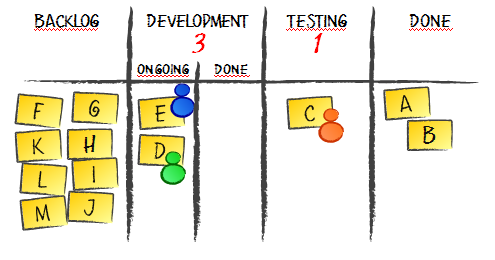 BACKLOG
DEVELOPMENT
3
TESTING
1
DONE
ONGOING
DONE
F
G
E
C
A
B
K
H
D
L
I
M
J